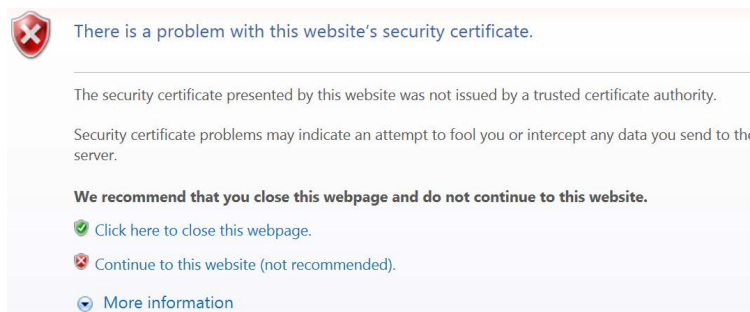 There is a problem with this website’s security certificate.
The security certificate presented by this website was not issued by a trusted certificate authority.
Security certificate problems may indicate an attempt to fool you or intercept any data you send to the
server.
We recommend that you close this webpage and do not continue to this website.
Click here to close this webpage.
Continue to this website (not recommended).
More information